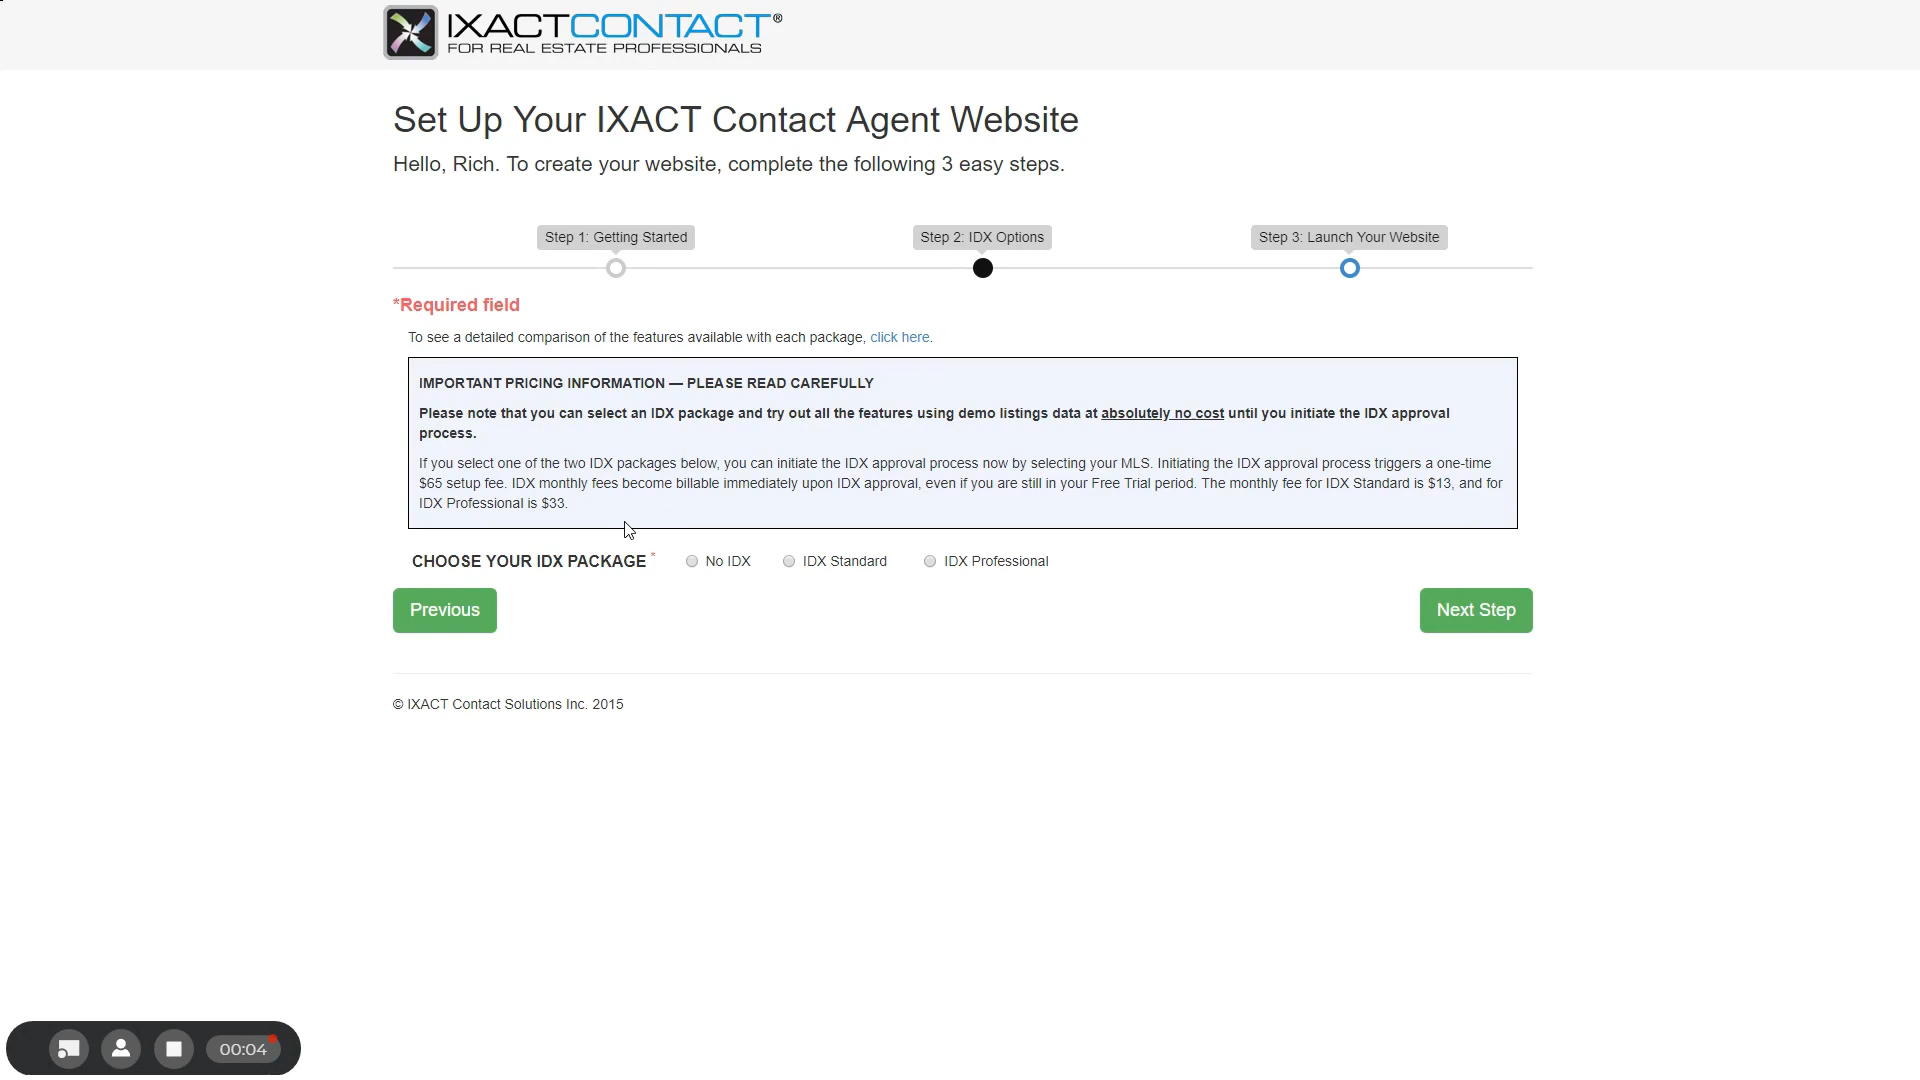 IXACTCONTACT®
FOR REAL ESTATE PROFESSIONALS
Set Up Your IXACT Contact Agent Website
Hello, Rich. To create your website, complete the following 3 easy steps.
Step 1: Getting Started
Step 2: IDX Options
Step 3: Launch Your Website
*Required field
To see a detailed comparison of the features available with each package, click here.
IMPORTANT PRICING INFORMATION — PLEASE READ CAREFULLY
Please note that you can select an IDX package and try out all the features using demo listings data at absolutely no cost until you initiate the IDX approval
process.
If you select one of the two IDX packages below, you can initiate the IDX approval process now by selecting your MLS. Initiating the IDX approval process triggers a one-time
$65 setup fee. IDX monthly fees become billable immediately upon IDX approval, even if you are still in your Free Trial period. The monthly fee for IDX Standard is $13, and for
IDX Professional is $33.
CHOOSE YOUR IDX PACKAGE * No IDX IDX Standard IDX Professional
Previous
Next Step
© IXACT Contact Solutions Inc. 2015
00:04